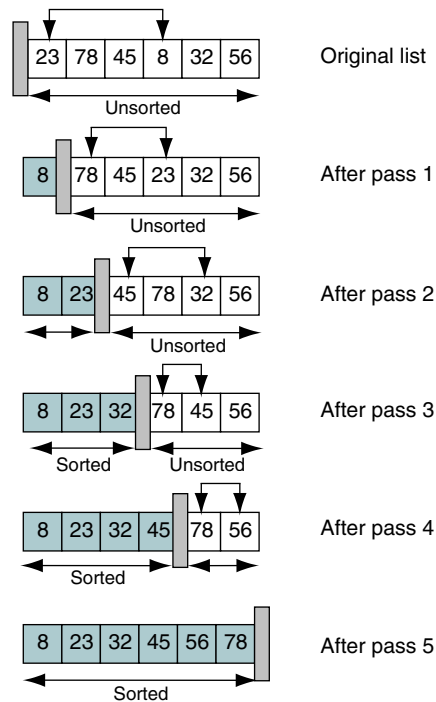 23 78 45 8 32 56 Original list
Unsorted
8 78 45 23 32 56 After pass 1
Unsorted
8 23 45 78 32 56 After pass 2
Unsorted
8 23 32 78 45 56 After pass 3
Sorted Unsorted
8 23 32 45 78 56 After pass 4
Sorted
8 23 32 45 56 78 After pass 5
Sorted